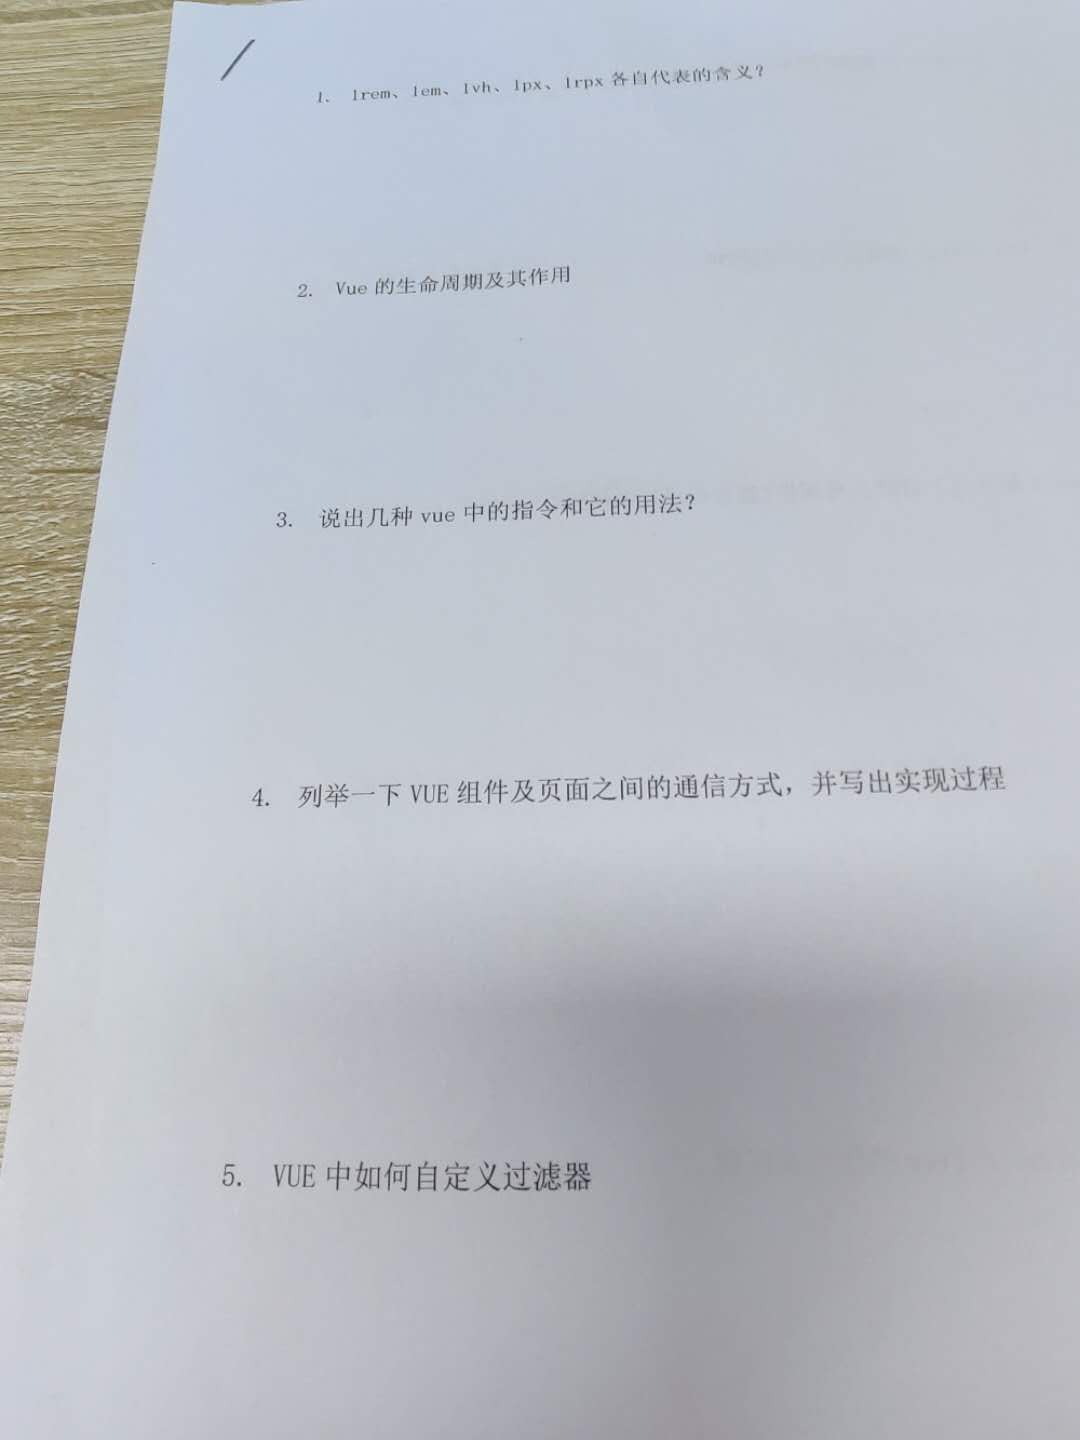 1. 1rem、1em、1vh、1px、1rpx 各自代表的含义？
2. Vue 的生命周期及其作用
3. 说出几种 vue 中的指令和它的用法？
4. 列举一下 VUE 组件及页面之间的通信方式，并写出实现过程
5. VUE 中如何自定义过滤器